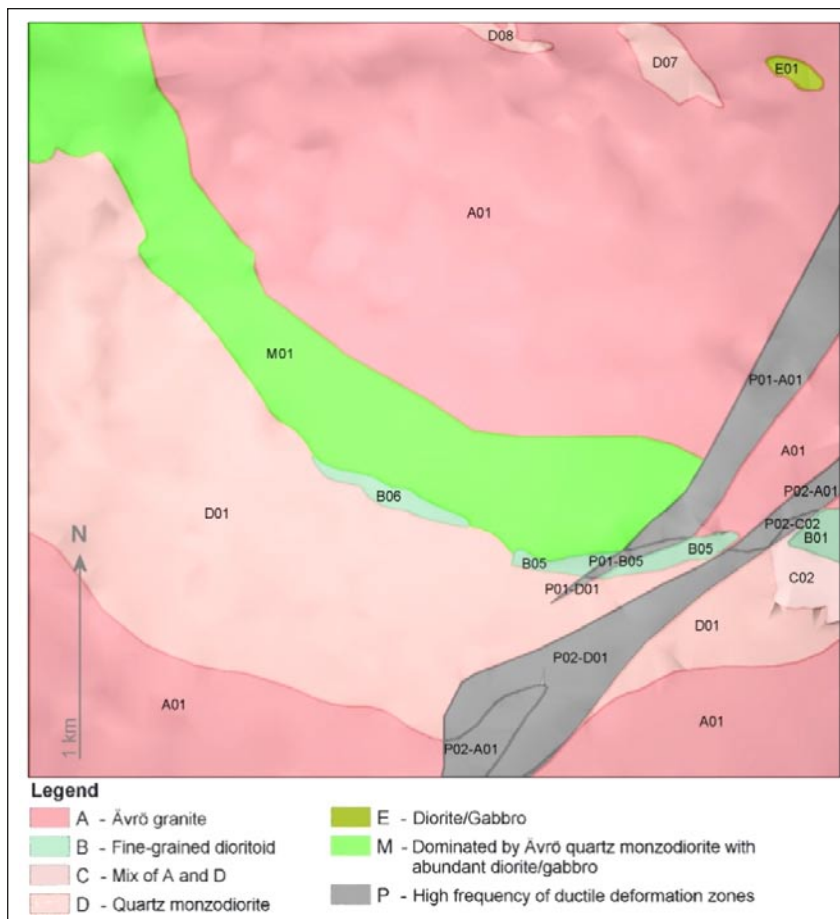 D08
D07
E01
A01
M01
P01-A01
A01
D01
B06
P02-A01
P02-C02
B01
B05
P01-B05
B05
C02
P01-D01
D01
P02-D01
A01
A01
P02-A01
N
1 km
Legend
A - Ävrö granite
B - Fine-grained dioritoid
C - Mix of A and D
D - Quartz monzodiorite
E - Diorite/Gabbro
M - Dominated by Ävrö quartz monzodiorite with
abundant diorite/gabbro
P - High frequency of ductile deformation zones